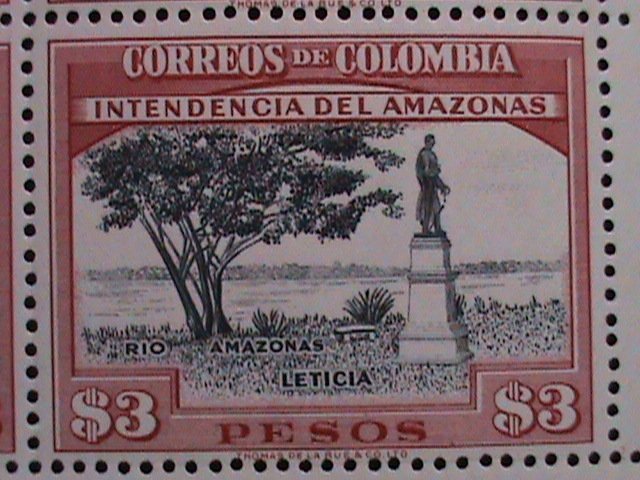 THOMAS DE LA RUE & CO. LTD
CORREOS DE COLOMBIA
INTENDENCIA DEL AMAZONAS
RIO AMAZONAS
LETICIA
$3 PESOS $3
THOMAS DE LA RUE & CO. LTD